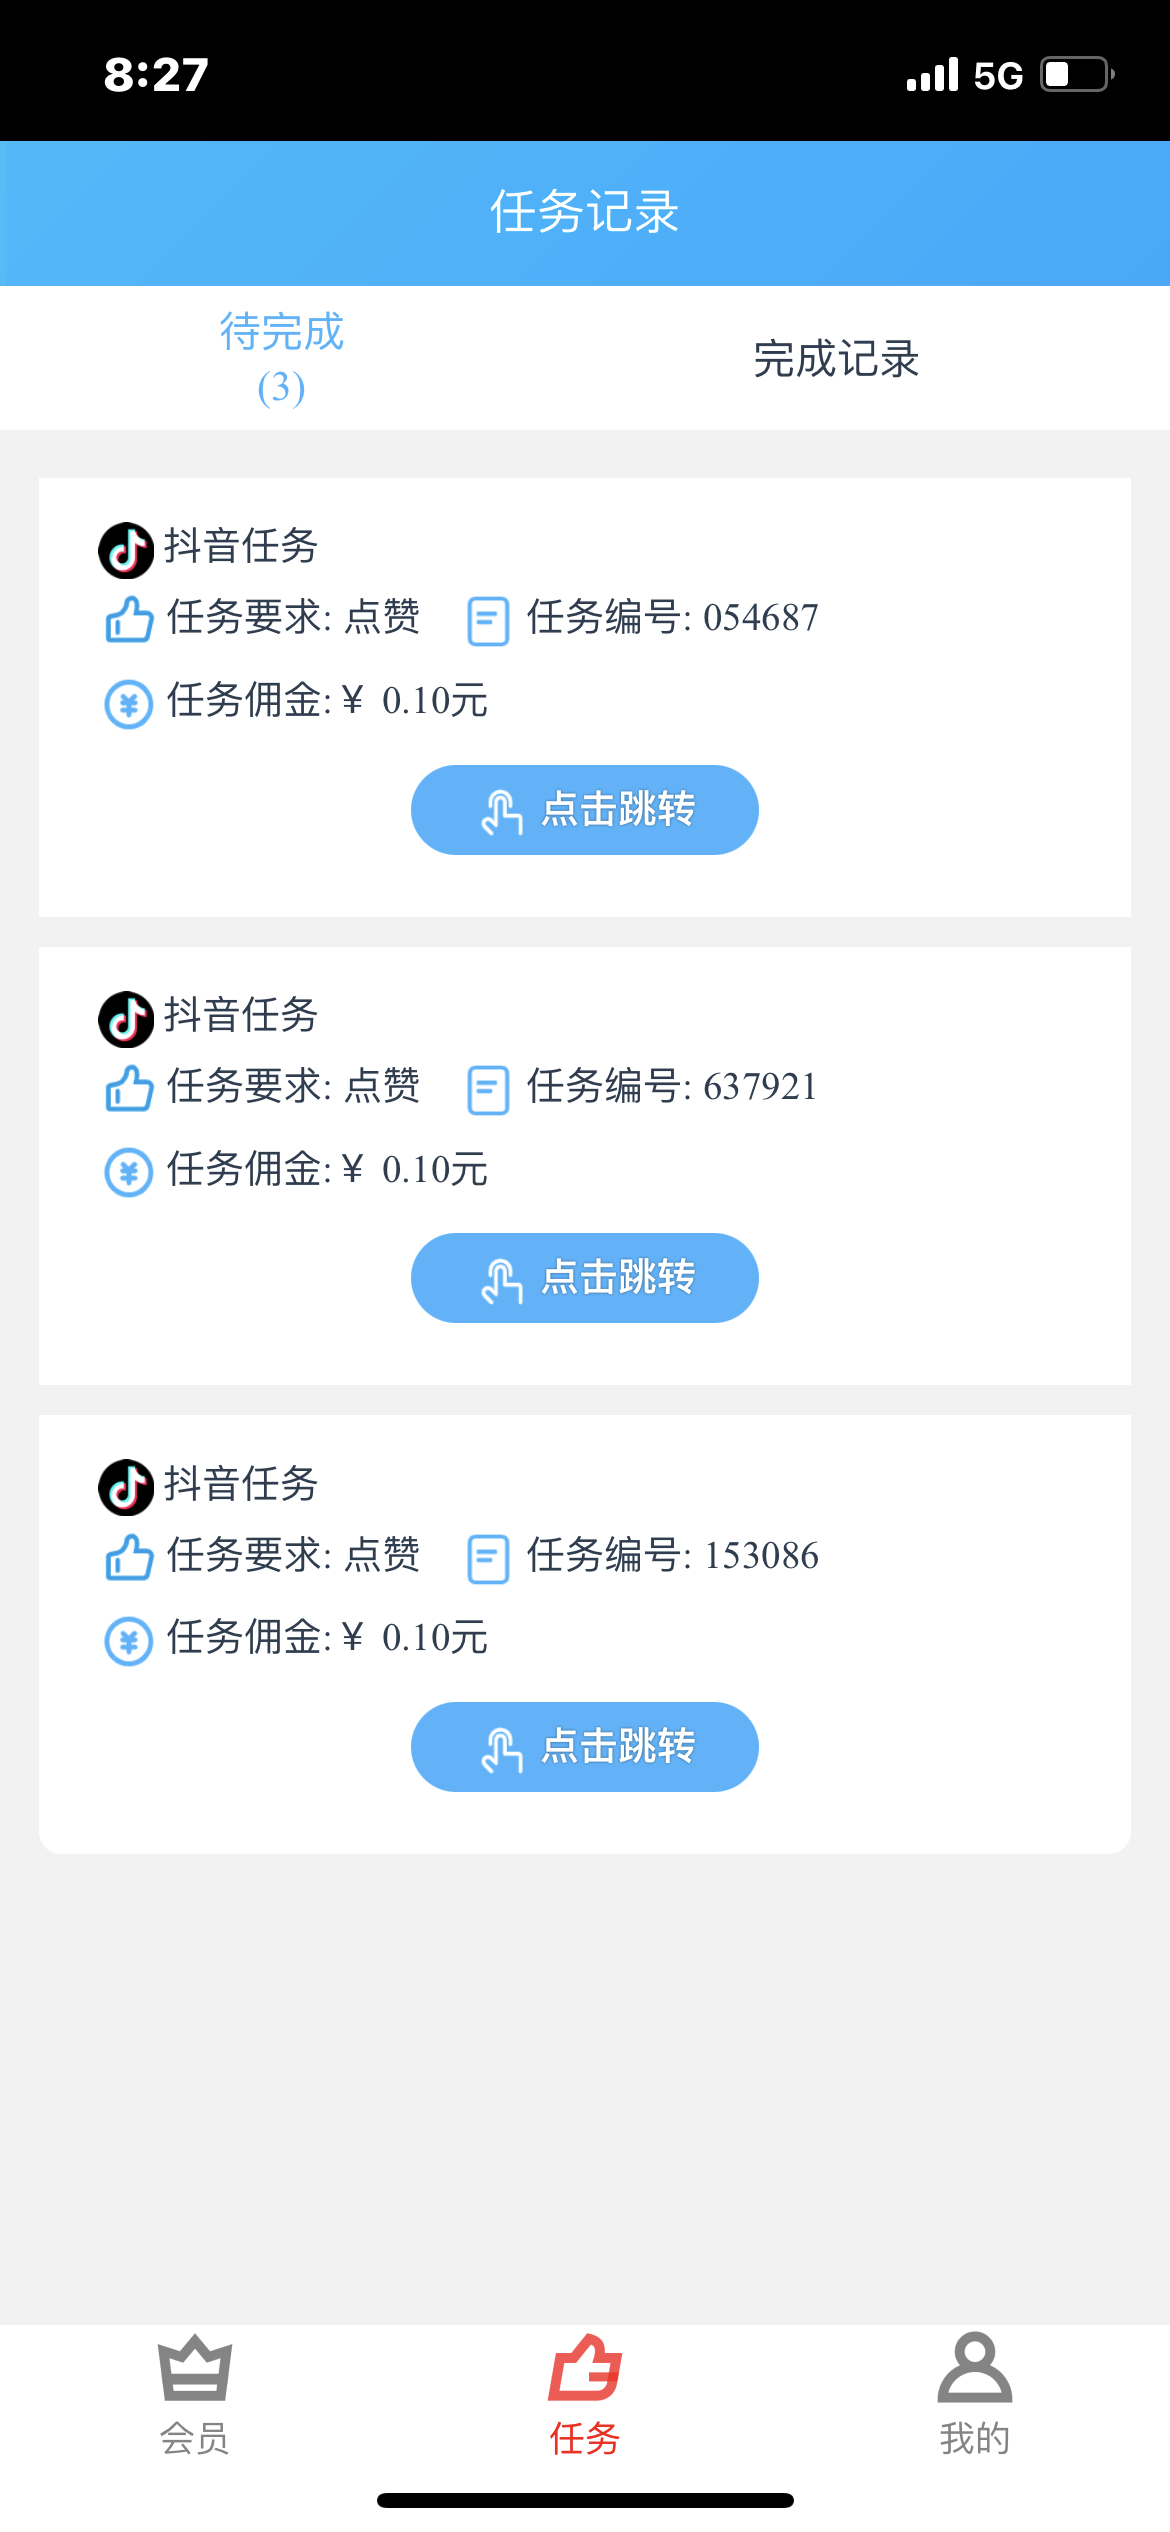 8:27
5G
任务记录
待完成
(3)
完成记录
抖音任务
任务要求: 点赞
任务编号: 054687
任务佣金: ¥ 0.10元
点击跳转
抖音任务
任务要求: 点赞
任务编号: 637921
任务佣金: ¥ 0.10元
点击跳转
抖音任务
任务要求: 点赞
任务编号: 153086
任务佣金: ¥ 0.10元
点击跳转
会员
任务
我的